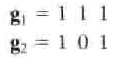 g₁ = 1 1 1
g₂ = 1 0 1